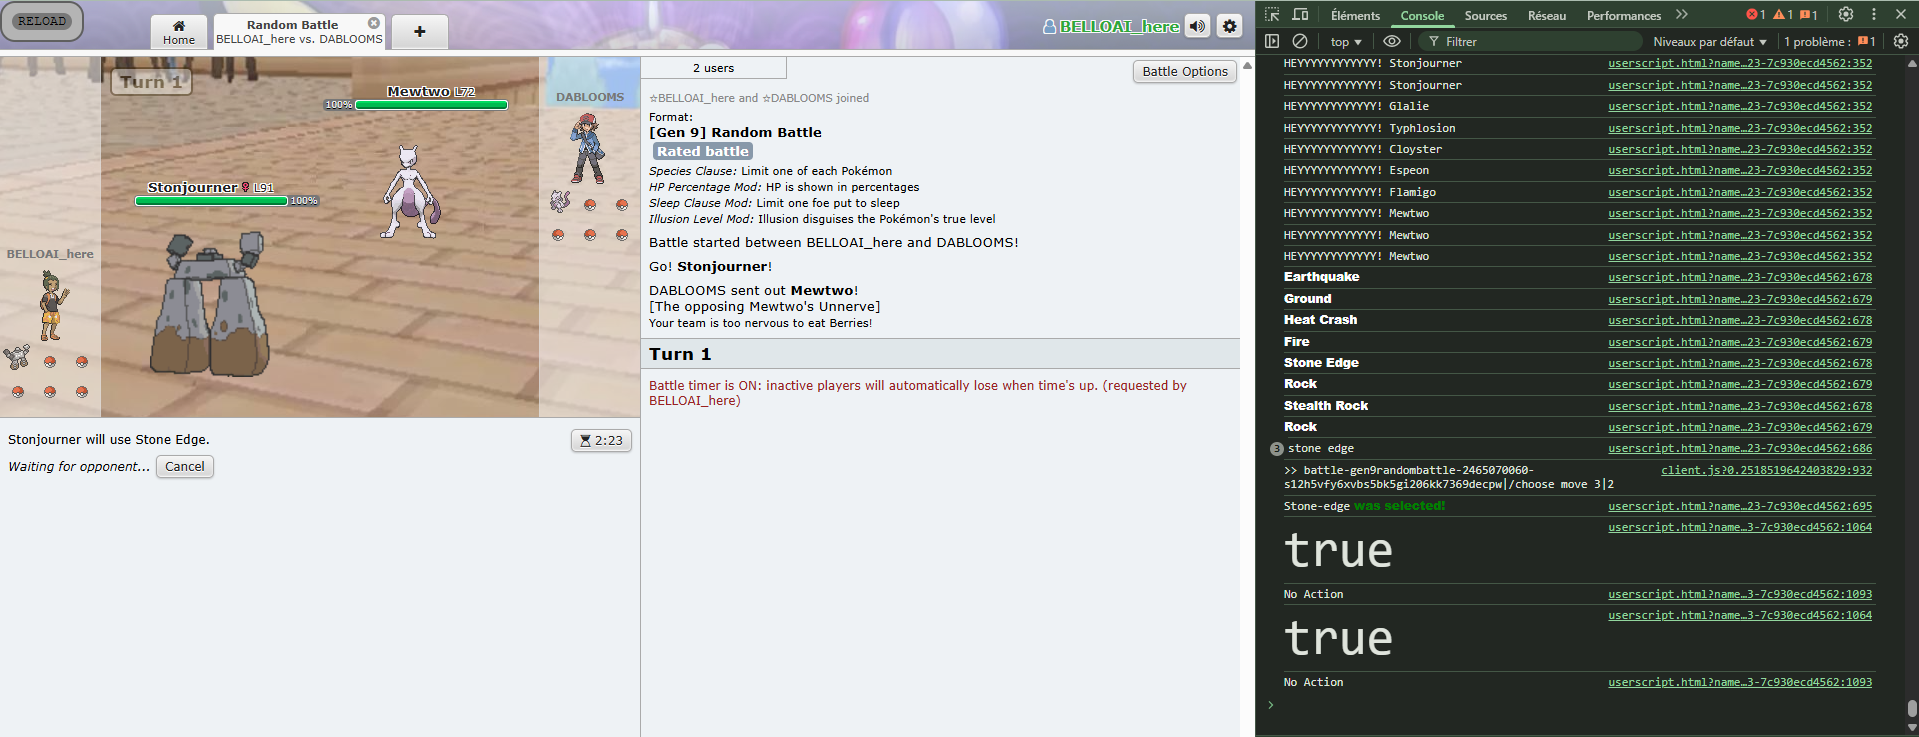 RELOAD
Home
Random Battle
BELLOAI_here vs. DABLOOMS
+
BELLOAI_here
Turn 1
Mewtwo L72
100%
Stonjourner L91
100%
DABLOOMS
BELLOAI_here
Stonjourner will use Stone Edge.
2:23
Waiting for opponent... Cancel
2 users
Battle Options
☆BELLOAI_here and ☆DABLOOMS joined
Format:
[Gen 9] Random Battle
Rated battle
Species Clause: Limit one of each Pokémon
HP Percentage Mod: HP is shown in percentages
Sleep Clause Mod: Limit one foe put to sleep
Illusion Level Mod: Illusion disguises the Pokémon's true level
Battle started between BELLOAI_here and DABLOOMS!
Go! Stonjourner!
DABLOOMS sent out Mewtwo!
[The opposing Mewtwo's Unnerve]
Your team is too nervous to eat Berries!
Turn 1
Battle timer is ON: inactive players will automatically lose when time's up. (requested by
BELLOAI_here)
Éléments Console Sources Réseau Performances 1 1 1
top Filtrer Niveaux par défaut 1 problème : 1
HEYYYYYYYYYYYY! Stonjourner userscript.html?name…23-7c930ecd4562:352
HEYYYYYYYYYYYY! Stonjourner userscript.html?name…23-7c930ecd4562:352
HEYYYYYYYYYYYY! Glalie userscript.html?name…23-7c930ecd4562:352
HEYYYYYYYYYYYY! Typhlosion userscript.html?name…23-7c930ecd4562:352
HEYYYYYYYYYYYY! Cloyster userscript.html?name…23-7c930ecd4562:352
HEYYYYYYYYYYYY! Espeon userscript.html?name…23-7c930ecd4562:352
HEYYYYYYYYYYYY! Flamigo userscript.html?name…23-7c930ecd4562:352
HEYYYYYYYYYYYY! Mewtwo userscript.html?name…23-7c930ecd4562:352
HEYYYYYYYYYYYY! Mewtwo userscript.html?name…23-7c930ecd4562:352
HEYYYYYYYYYYYY! Mewtwo userscript.html?name…23-7c930ecd4562:352
Earthquake userscript.html?name…23-7c930ecd4562:678
Ground userscript.html?name…23-7c930ecd4562:679
Heat Crash userscript.html?name…23-7c930ecd4562:678
Fire userscript.html?name…23-7c930ecd4562:679
Stone Edge userscript.html?name…23-7c930ecd4562:678
Rock userscript.html?name…23-7c930ecd4562:679
Stealth Rock userscript.html?name…23-7c930ecd4562:678
Rock userscript.html?name…23-7c930ecd4562:679
3 stone edge userscript.html?name…23-7c930ecd4562:686
>> battle-gen9randombattle-2465070060- client.js?0.2518519642403829:932
s12h5vfy6xvbs5bk5gi206kk7369decpw|/choose move 3|2
Stone-edge was selected! userscript.html?name…23-7c930ecd4562:695
true userscript.html?name…3-7c930ecd4562:1064
No Action userscript.html?name…3-7c930ecd4562:1093
true userscript.html?name…3-7c930ecd4562:1064
No Action userscript.html?name…3-7c930ecd4562:1093